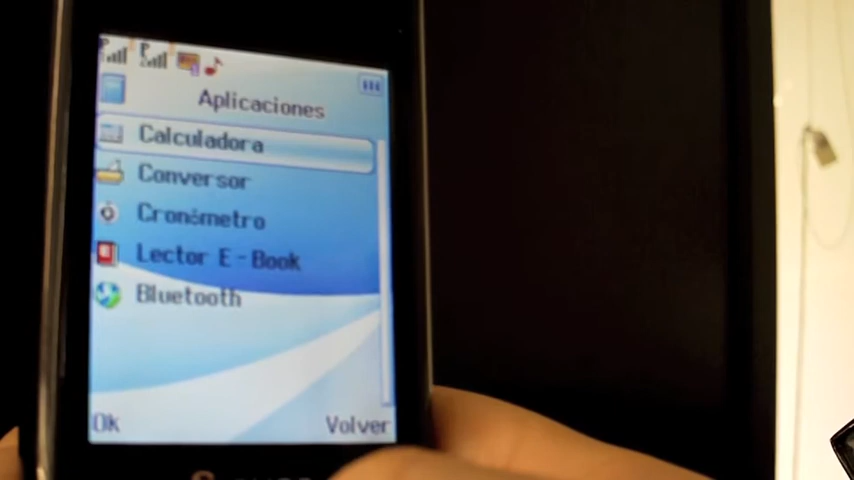 Aplicaciones
Calculadora
Conversor
Cronómetro
Lector E-Book
Bluetooth
Ok Volver